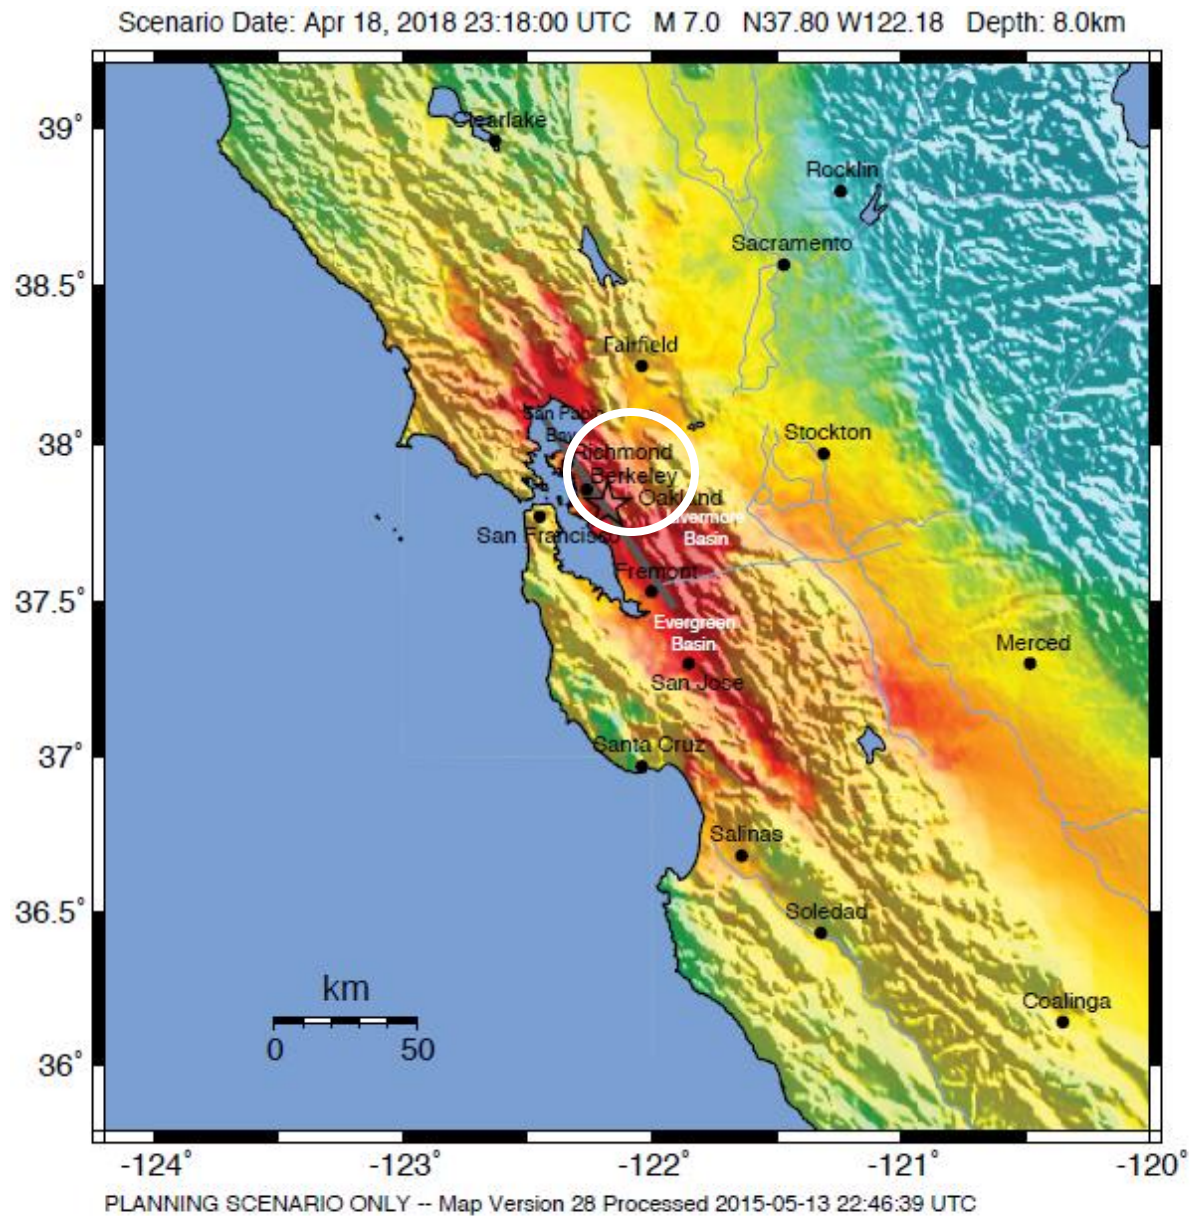 Scenario Date: Apr 18, 2018 23:18:00 UTC M 7.0 N37.80 W122.18 Depth: 8.0km
39°
Clearlake
Rocklin
Sacramento
38.5°
Fairfield
San Pablo
Bay
38°
Stockton
Richmond
Berkeley
Oakland
Livermore
Basin
San Francisco
Fremont
37.5°
Evergreen
Basin
Merced
San Jose
37°
Santa Cruz
Salinas
36.5°
Soledad
km
Coalinga
0 50
36°
-124° -123° -122° -121° -120°
PLANNING SCENARIO ONLY -- Map Version 28 Processed 2015-05-13 22:46:39 UTC